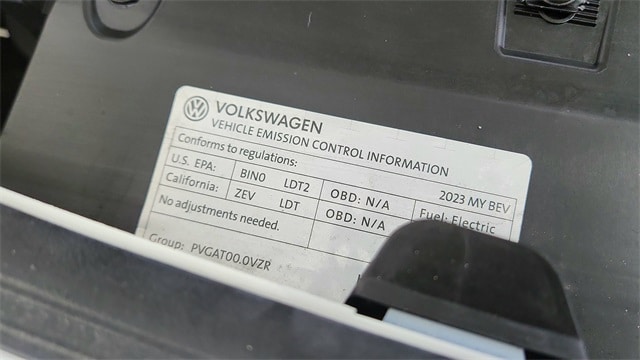 VOLKSWAGEN
VEHICLE EMISSION CONTROL INFORMATION
Conforms to regulations: 2023 MY BEV
U.S. EPA: BIN0 LDT2 OBD: N/A Fuel: Electric
California: ZEV LDT OBD: N/A
No adjustments needed.
Group: PVGAT00.0VZR